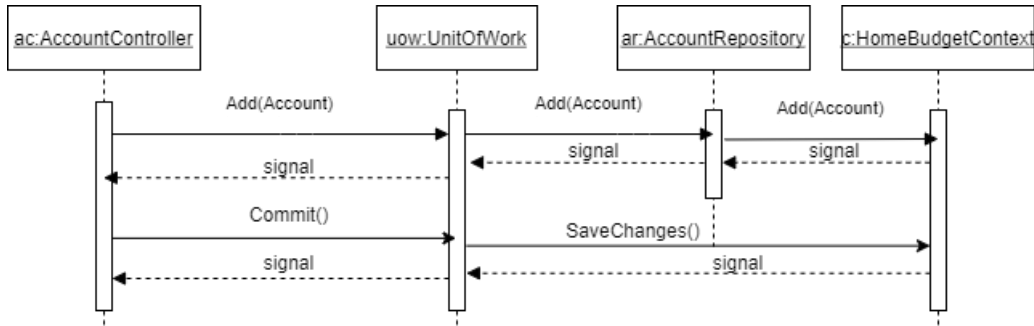 ac:AccountController
uow:UnitOfWork
ar:AccountRepository
c:HomeBudgetContext
Add(Account)
Add(Account)
Add(Account)
signal
signal
signal
Commit()
SaveChanges()
signal
signal